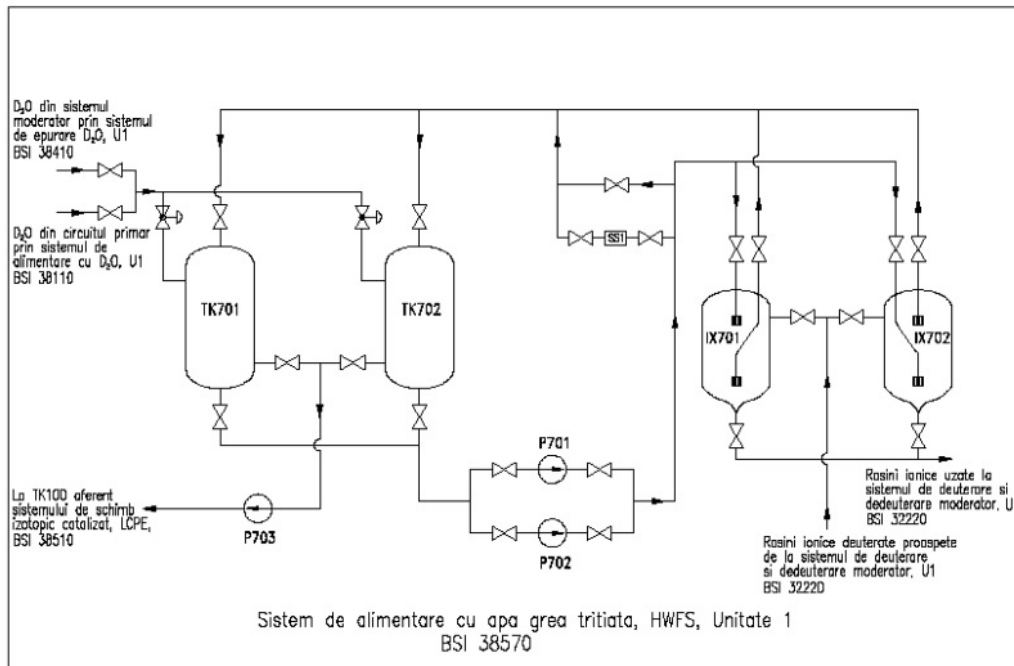 D₂O din sistemul
moderator prin sistemul
de epurare D₂O, U1
BSI 38410
D₂O din circuitul primar
prin sistemul de
alimentare cu D₂O, U1
BSI 38110
TK701
TK702
SS1
IX701
IX702
P701
P702
P703
La TK100 aferent
sistemului de schimb
izotopic catalizat, LCPE,
BSI 38510
Rasini ionice uzate la
sistemul de deuterare si
dedeuterare moderator, U
BSI 32220
Rasini ionice deuterate proaspete
de la sistemul de deuterare
si dedeuterare moderator, U1
BSI 32220
Sistem de alimentare cu apa grea tritiata, HWFS, Unitate 1
BSI 38570